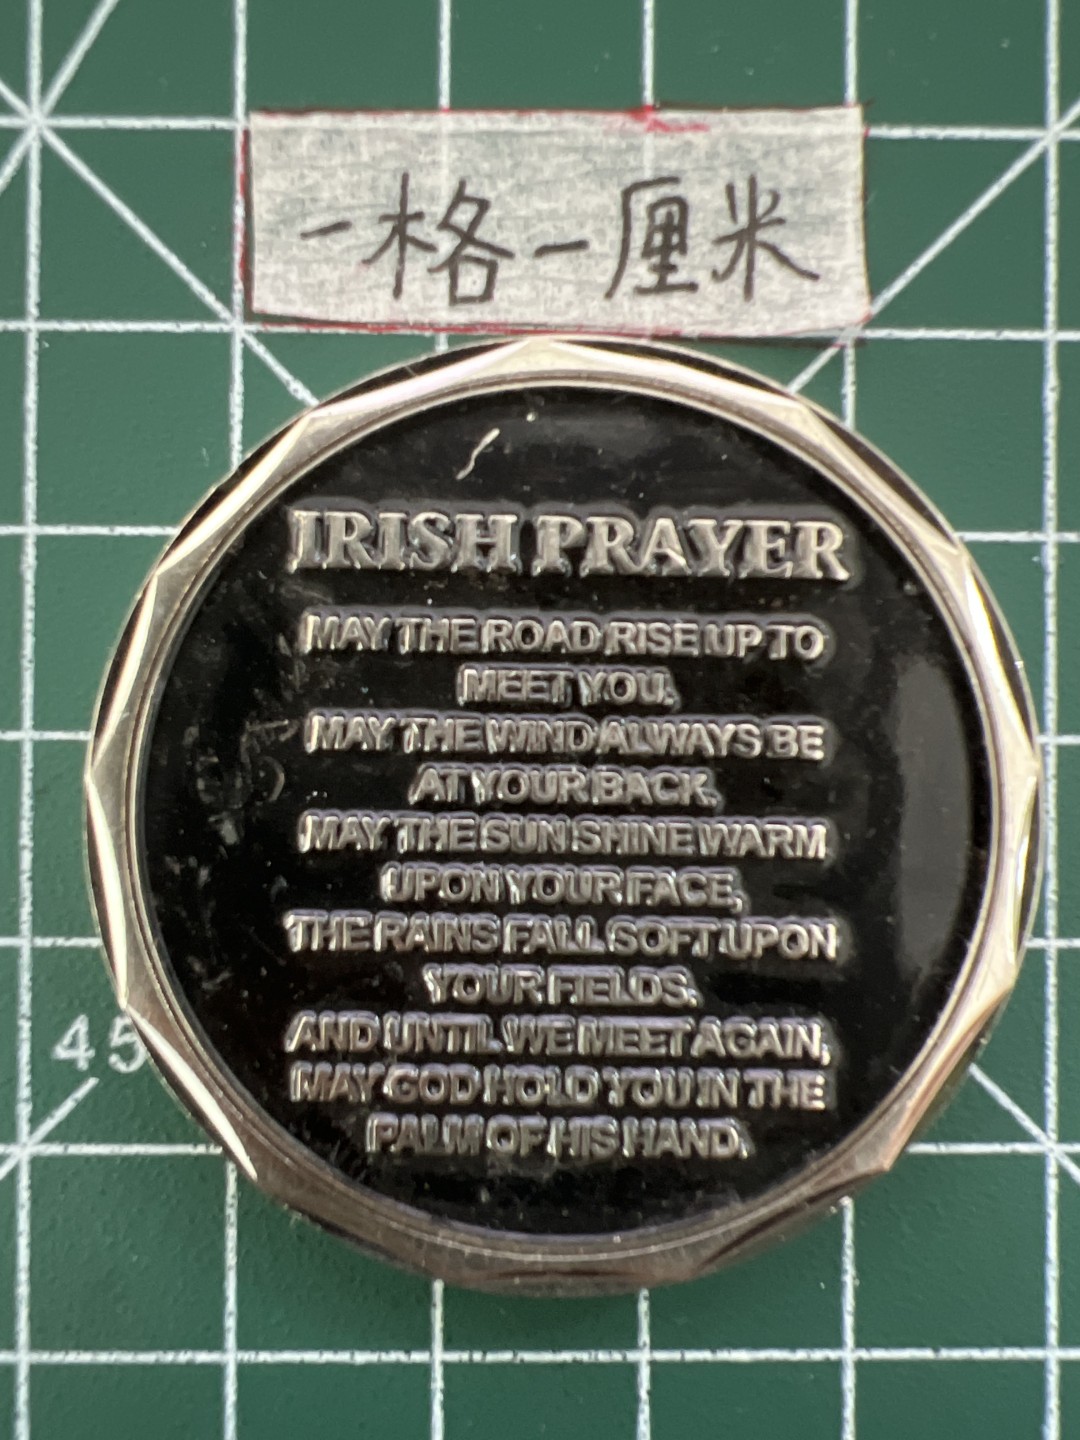 一格一厘米
IRISH PRAYER
MAY THE ROAD RISE UP TO
MEET YOU.
MAY THE WIND ALWAYS BE
AT YOUR BACK.
MAY THE SUN SHINE WARM
UPON YOUR FACE,
THE RAINS FALL SOFT UPON
YOUR FIELDS.
AND UNTIL WE MEET AGAIN,
MAY GOD HOLD YOU IN THE
PALM OF HIS HAND.
45